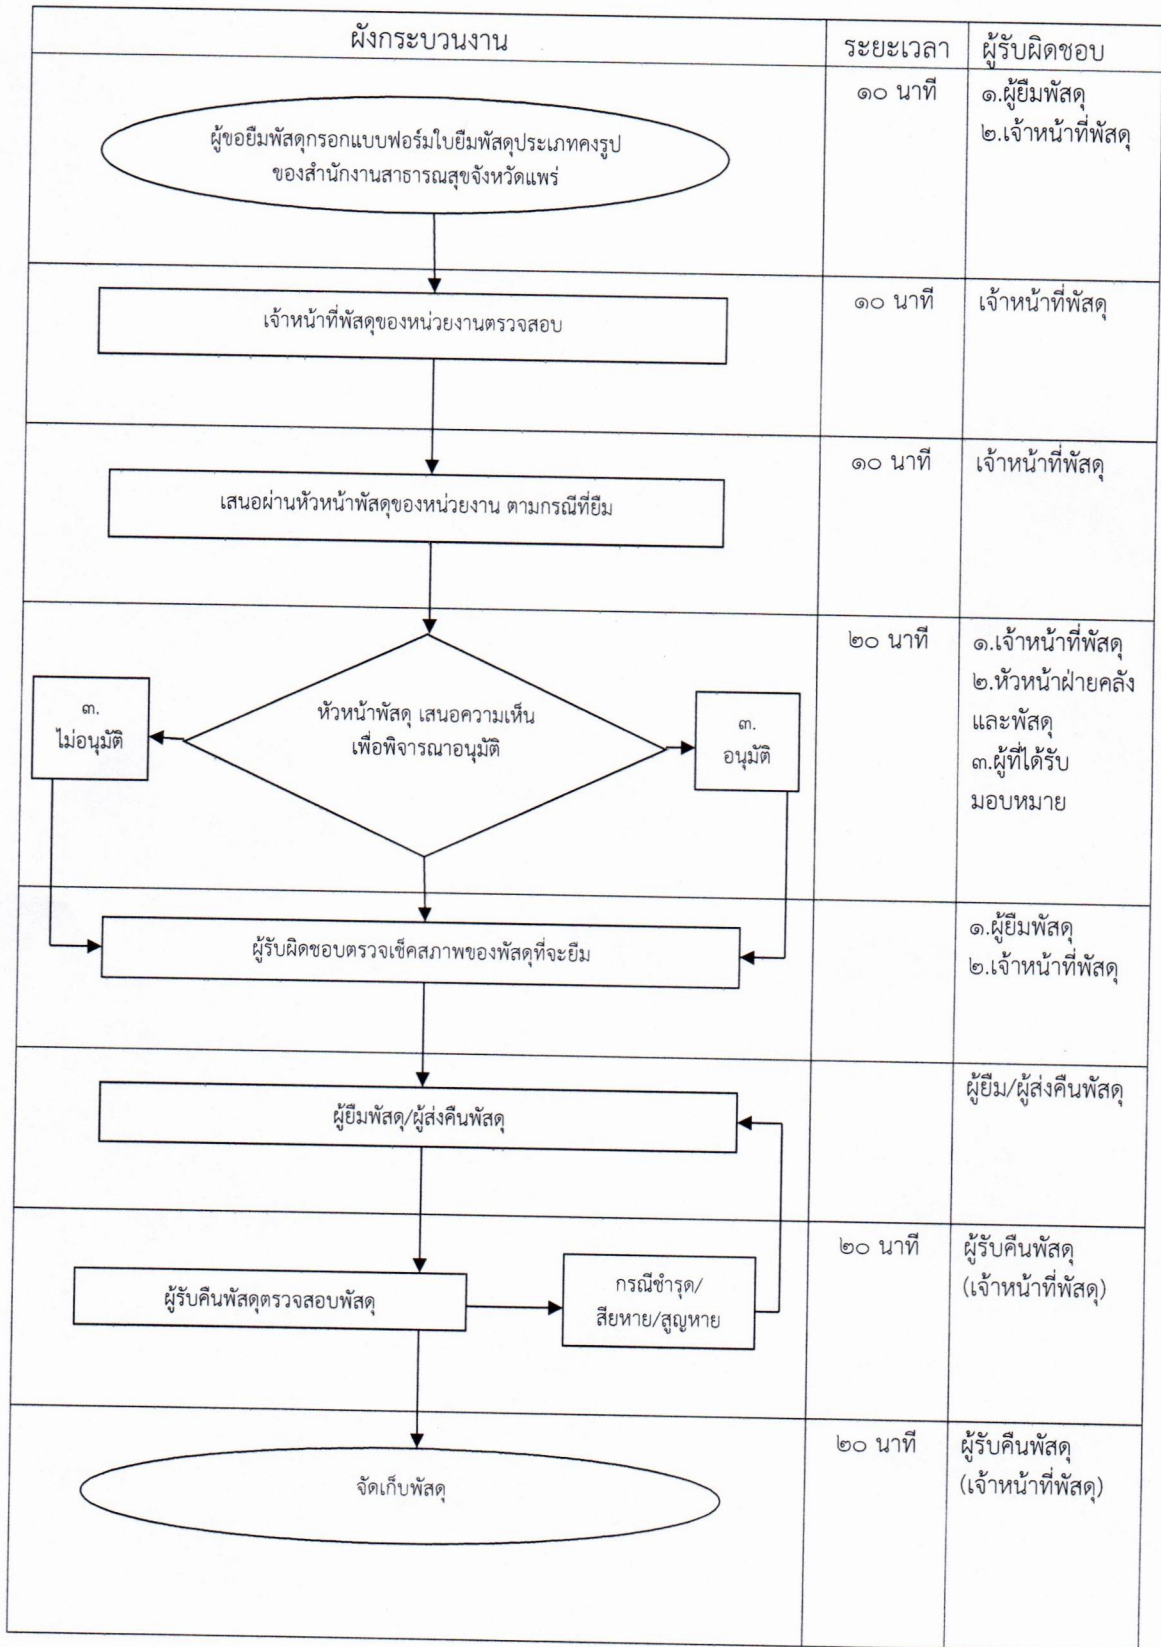 ผังกระบวนงาน ระยะเวลา ผู้รับผิดชอบ
ผู้ขอยืมพัสดุกรอกแบบฟอร์มใบยืมพัสดุประเภทคงรูป
ของสำนักงานสาธารณสุขจังหวัดแพร่
๑๐ นาที
๑.ผู้ยืมพัสดุ
๒.เจ้าหน้าที่พัสดุ
เจ้าหน้าที่พัสดุของหน่วยงานตรวจสอบ
๑๐ นาที
เจ้าหน้าที่พัสดุ
เสนอผ่านหัวหน้าพัสดุของหน่วยงาน ตามกรณีที่ยืม
๑๐ นาที
เจ้าหน้าที่พัสดุ
๓.
ไม่อนุมัติ
หัวหน้าพัสดุ เสนอความเห็น
เพื่อพิจารณาอนุมัติ
๓.
อนุมัติ
๒๐ นาที
๑.เจ้าหน้าที่พัสดุ
๒.หัวหน้าฝ่ายคลัง
และพัสดุ
๓.ผู้ที่ได้รับ
มอบหมาย
ผู้รับผิดชอบตรวจเช็คสภาพของพัสดุที่จะยืม
๑.ผู้ยืมพัสดุ
๒.เจ้าหน้าที่พัสดุ
ผู้ยืมพัสดุ/ผู้ส่งคืนพัสดุ
ผู้ยืม/ผู้ส่งคืนพัสดุ
ผู้รับคืนพัสดุตรวจสอบพัสดุ
กรณีชำรุด/
สียหาย/สูญหาย
๒๐ นาที
ผู้รับคืนพัสดุ
(เจ้าหน้าที่พัสดุ)
จัดเก็บพัสดุ
๒๐ นาที
ผู้รับคืนพัสดุ
(เจ้าหน้าที่พัสดุ)